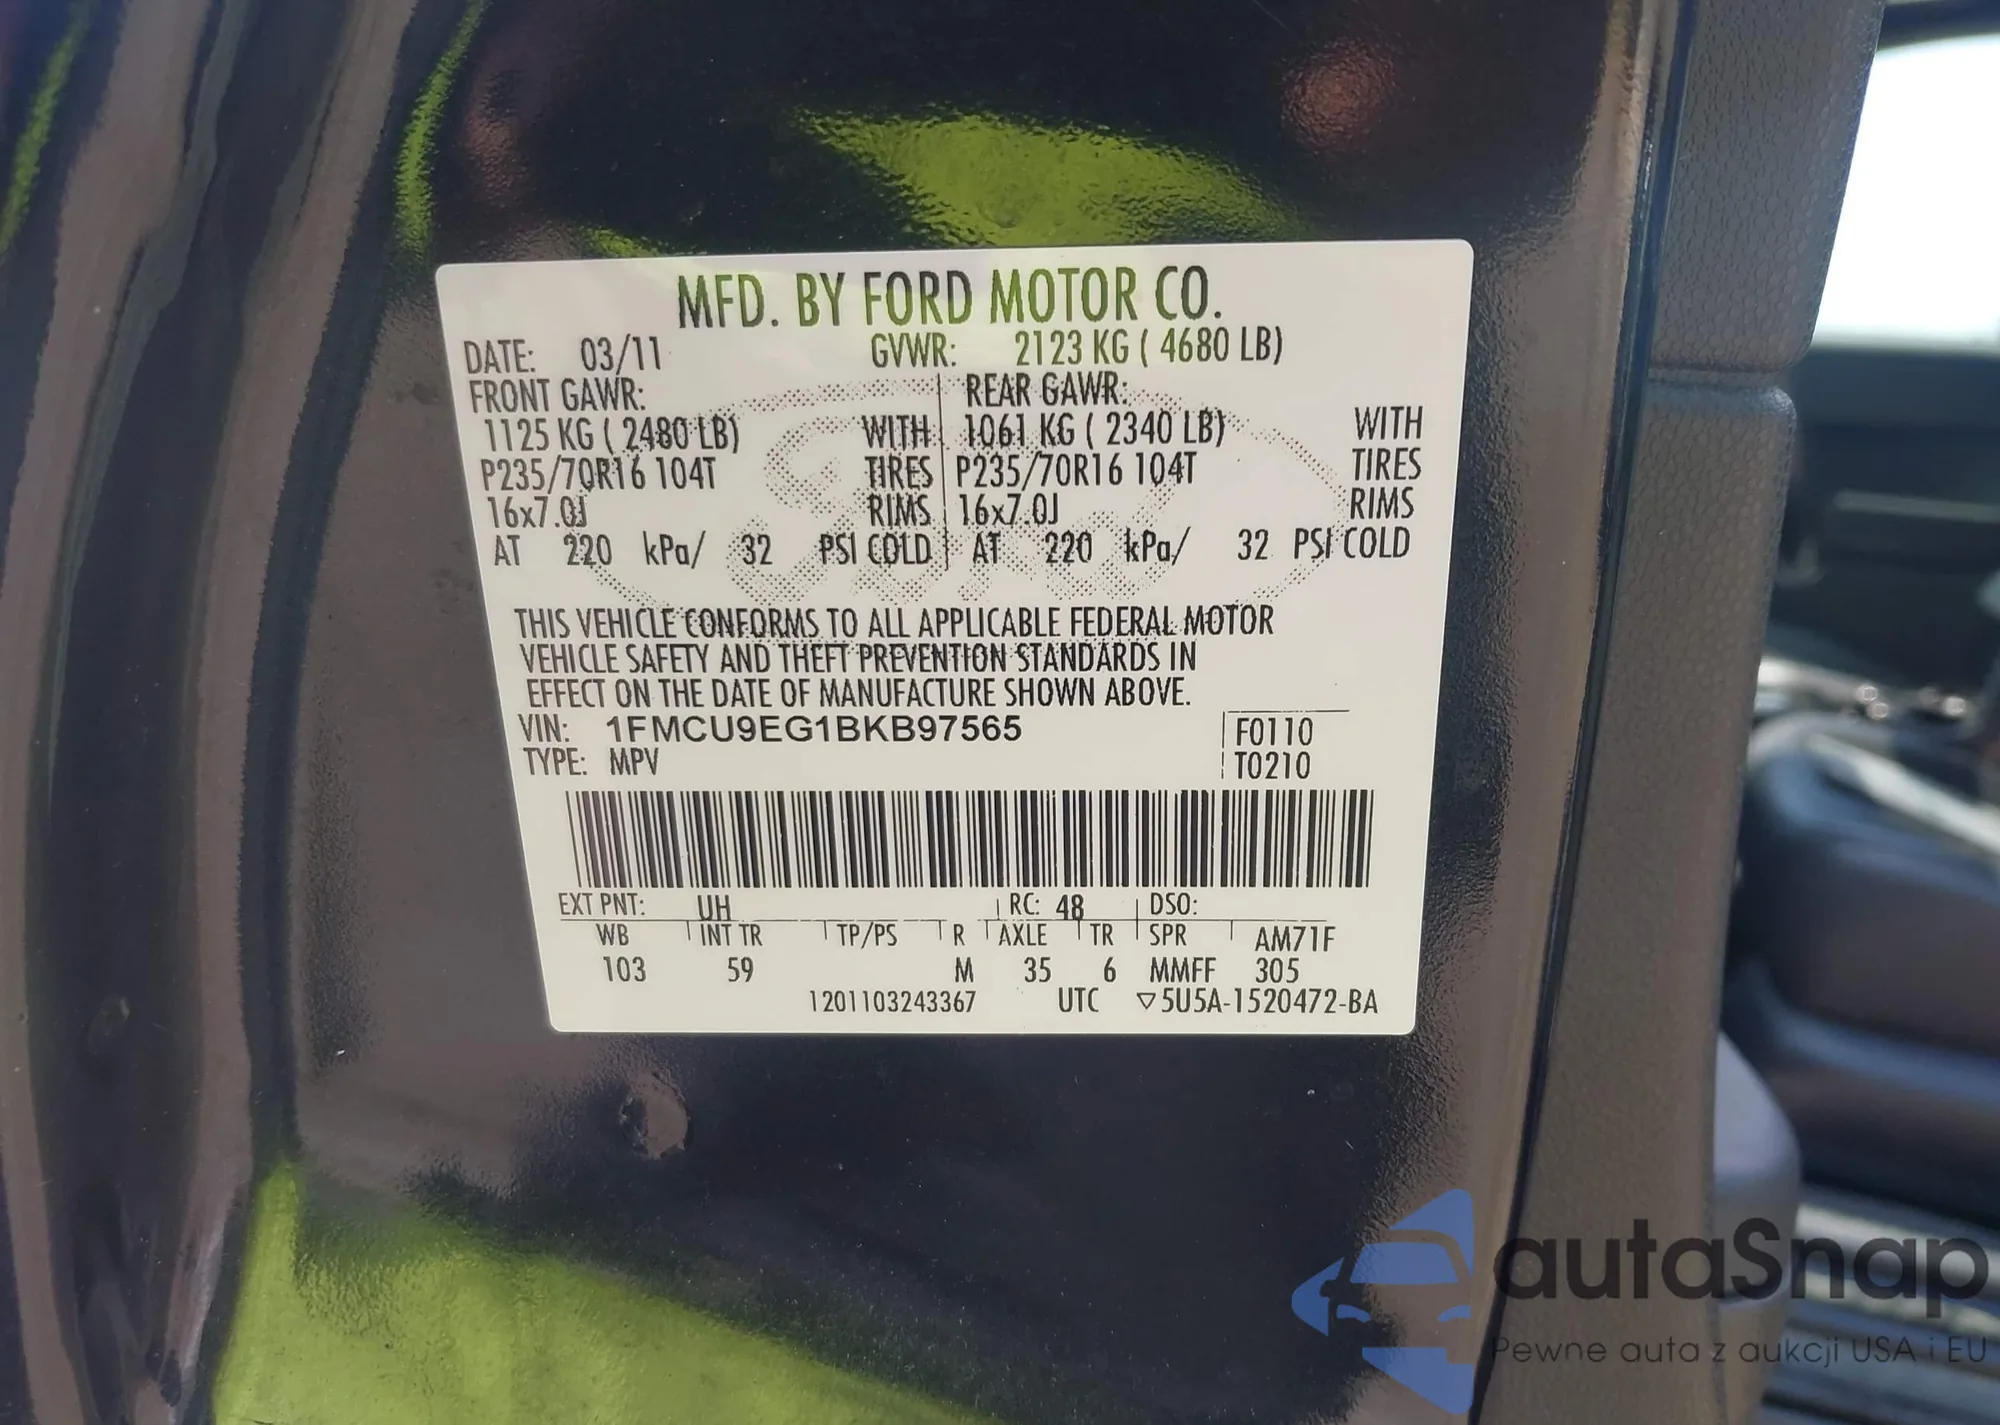 MFD. BY FORD MOTOR CO.
DATE: 03/11 GVWR: 2123 KG ( 4680 LB)
FRONT GAWR: REAR GAWR:
1125 KG ( 2480 LB) WITH 1061 KG ( 2340 LB) WITH
P235/70R16 104T TIRES P235/70R16 104T TIRES
16x7.0J RIMS 16x7.0J RIMS
AT 220 kPa/ 32 PSI COLD AT 220 kPa/ 32 PSI COLD
THIS VEHICLE CONFORMS TO ALL APPLICABLE FEDERAL MOTOR
VEHICLE SAFETY AND THEFT PREVENTION STANDARDS IN
EFFECT ON THE DATE OF MANUFACTURE SHOWN ABOVE.
VIN: 1FMCU9EG1BKB97565 F0110
TYPE: MPV T0210
EXT PNT: UH RC: 48 DSO:
WB INT TR TP/PS R AXLE TR SPR AM71F
103 59 M 35 6 MMFF 305
1201103243367 UTC ▽5U5A-1520472-BA
autaSnap
Pewne auta z aukcji USA i EU